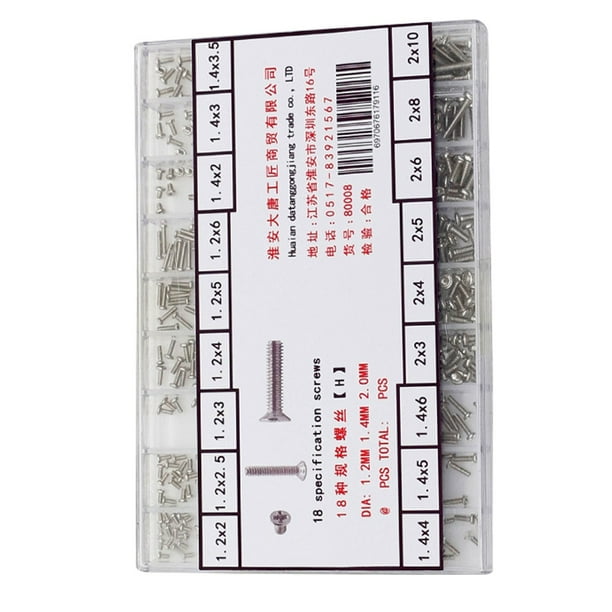 1.4x3.5
1.4x3
1.4x2
1.2x6
1.2x5
1.2x4
1.2x3
1.2x2.5
1.2x2
淮安大唐工匠商贸有限公司
Huaian datanggongjiang trade co., LTD
地址:江苏省淮安市深圳东路16号
电话:0517-83921567
货号:80008
检验:合格
6970676179116
18 specification screws
18种规格螺丝【H】
DIA: 1.2MM 1.4MM 2.0MM
@ PCS TOTAL: PCS
2x10
2x8
2x6
2x5
2x4
2x3
1.4x6
1.4x5
1.4x4